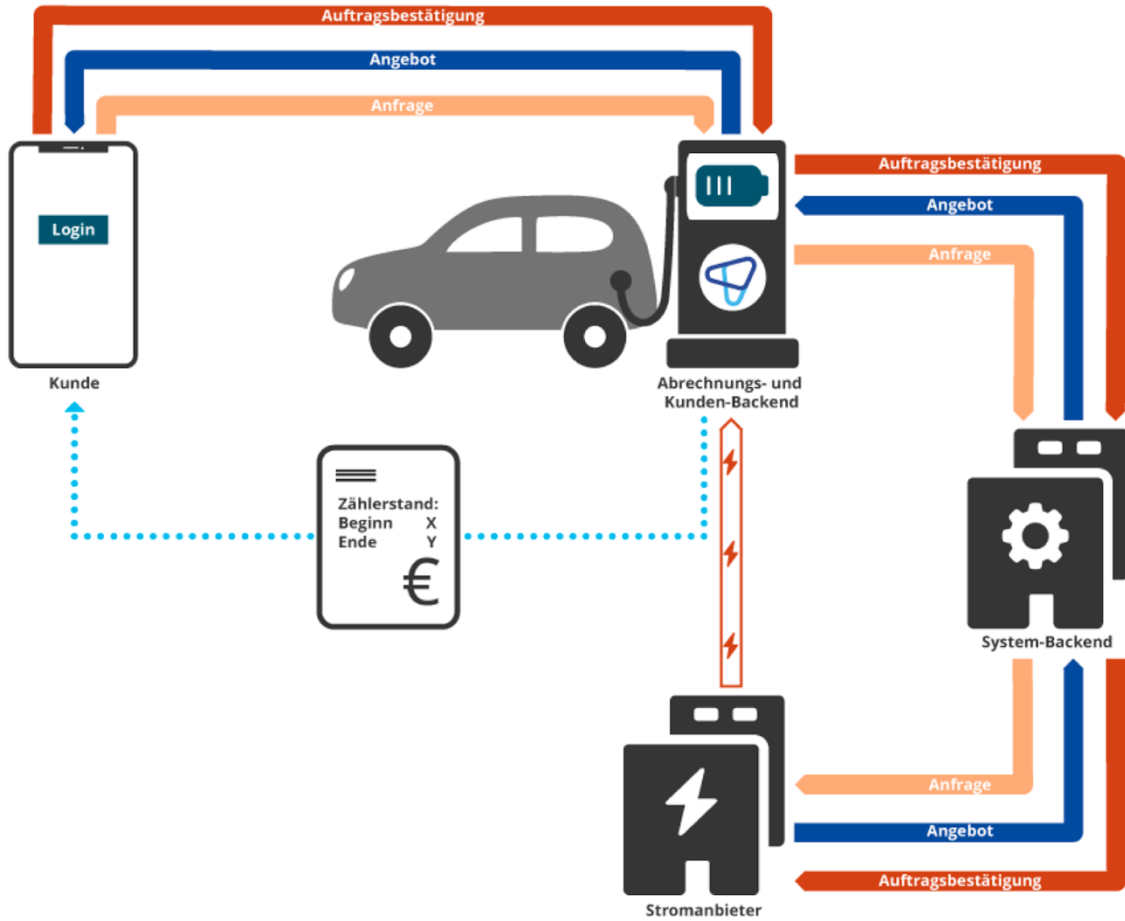 Auftragsbestätigung
Angebot
Anfrage
Auftragsbestätigung
Angebot
Anfrage
Login
Kunde
Abrechnungs- und
Kunden-Backend
Zählerstand:
Beginn X
Ende Y
€
System-Backend
Anfrage
Angebot
Auftragsbestätigung
Stromanbieter